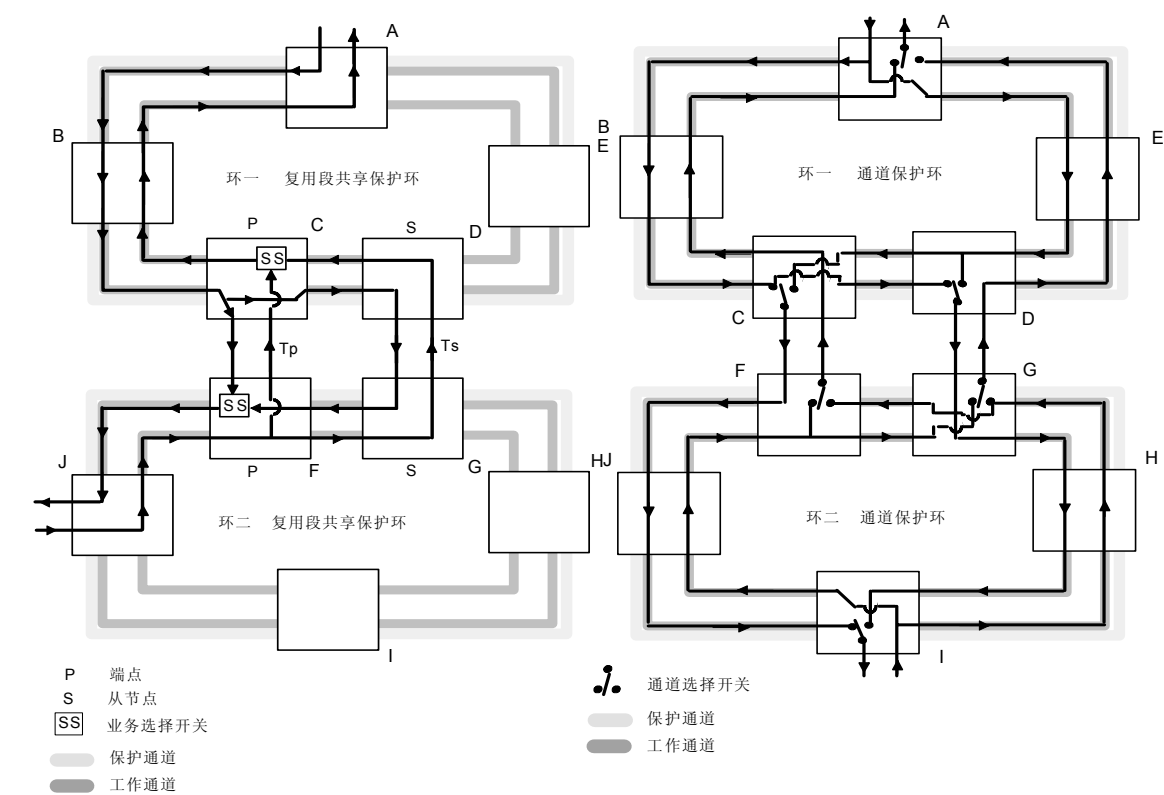 A
B
环一 复用段共享保护环
E
P
C
S
D
SS
Tp
Ts
SS
J
P
F
S
G
H
环二 复用段共享保护环
I
P 端点
S 从节点
SS 业务选择开关
保护通道
工作通道
A
B
E
环一 通道保护环
C
D
F
G
J
H
环二 通道保护环
I
通道选择开关
保护通道
工作通道